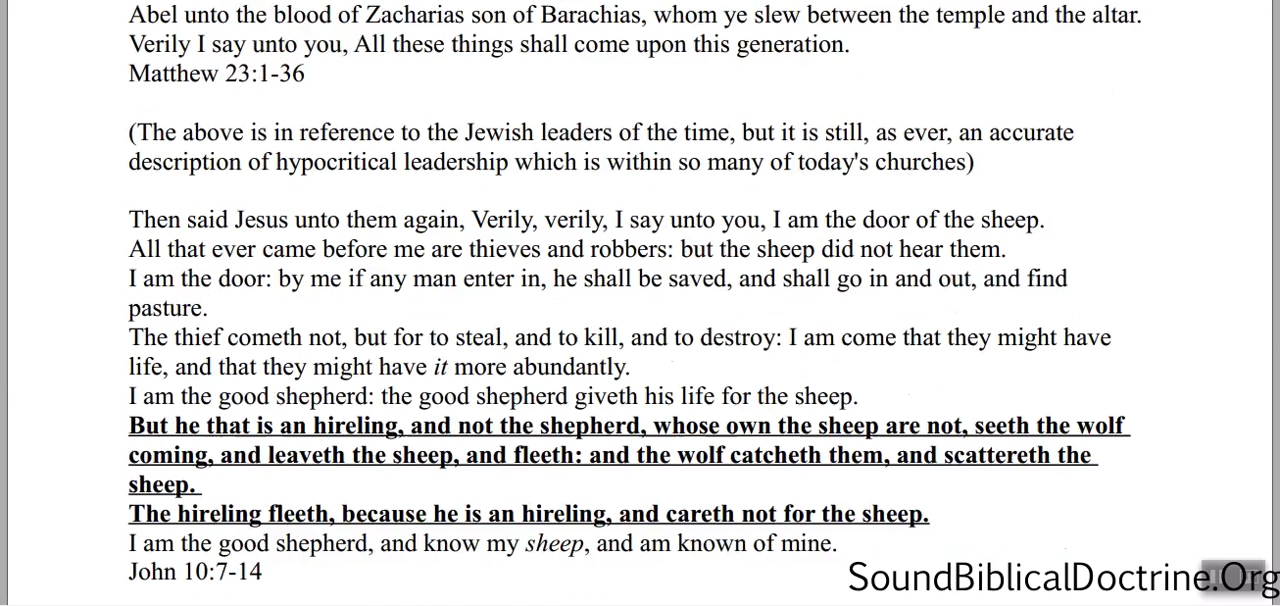 Abel unto the blood of Zacharias son of Barachias, whom ye slew between the temple and the altar.
Verily I say unto you, All these things shall come upon this generation.
Matthew 23:1-36
(The above is in reference to the Jewish leaders of the time, but it is still, as ever, an accurate
description of hypocritical leadership which is within so many of today's churches)
Then said Jesus unto them again, Verily, verily, I say unto you, I am the door of the sheep.
All that ever came before me are thieves and robbers: but the sheep did not hear them.
I am the door: by me if any man enter in, he shall be saved, and shall go in and out, and find
pasture.
The thief cometh not, but for to steal, and to kill, and to destroy: I am come that they might have
life, and that they might have it more abundantly.
I am the good shepherd: the good shepherd giveth his life for the sheep.
But he that is an hireling, and not the shepherd, whose own the sheep are not, seeth the wolf
coming, and leaveth the sheep, and fleeth: and the wolf catcheth them, and scattereth the
sheep.
The hireling fleeth, because he is an hireling, and careth not for the sheep.
I am the good shepherd, and know my sheep, and am known of mine.
John 10:7-14
SoundBiblicalDoctrine.Org